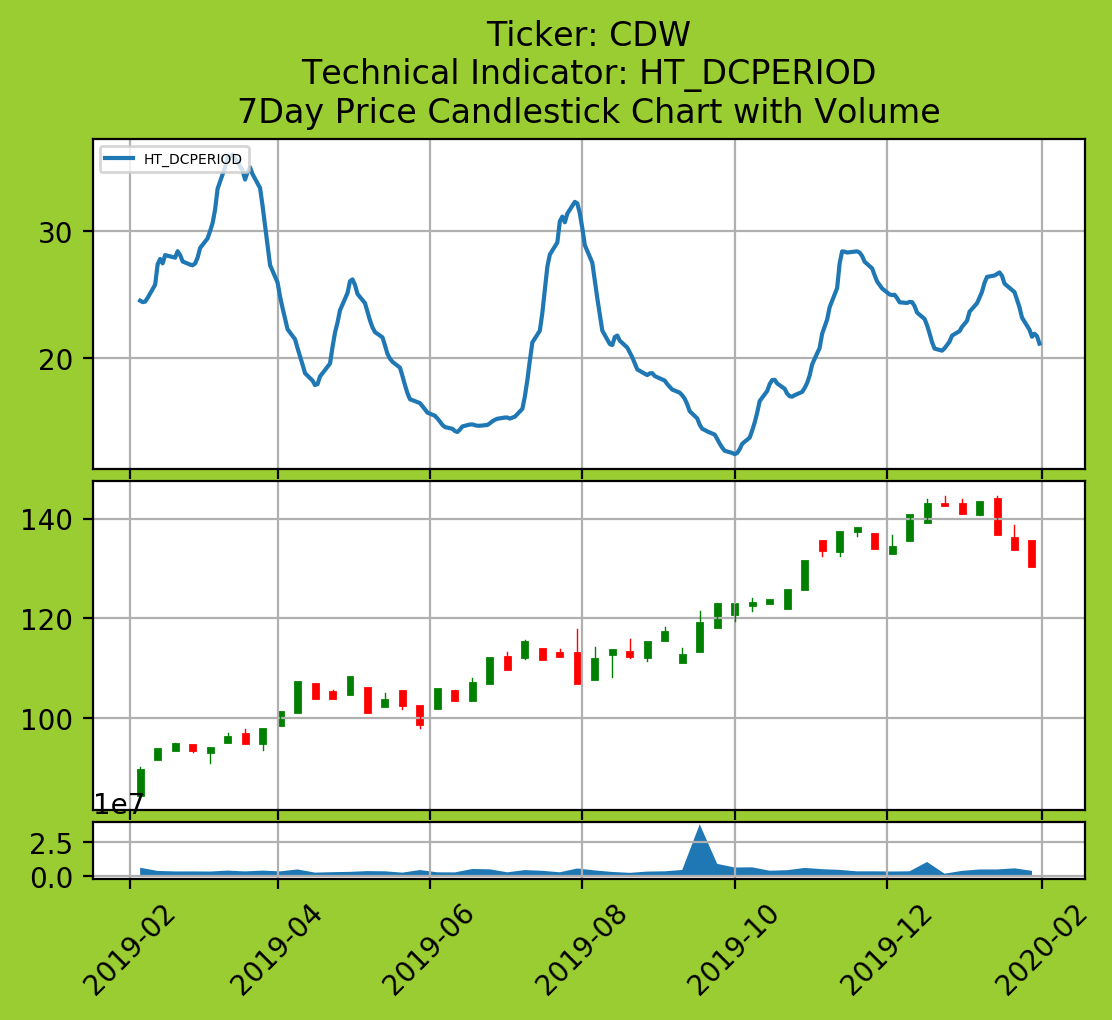 Ticker: CDW
Technical Indicator: HT_DCPERIOD
7Day Price Candlestick Chart with Volume
HT_DCPERIOD
30
20
140
120
100
1e7
2.5
0.0
2019-02
2019-04
2019-06
2019-08
2019-10
2019-12
2020-02